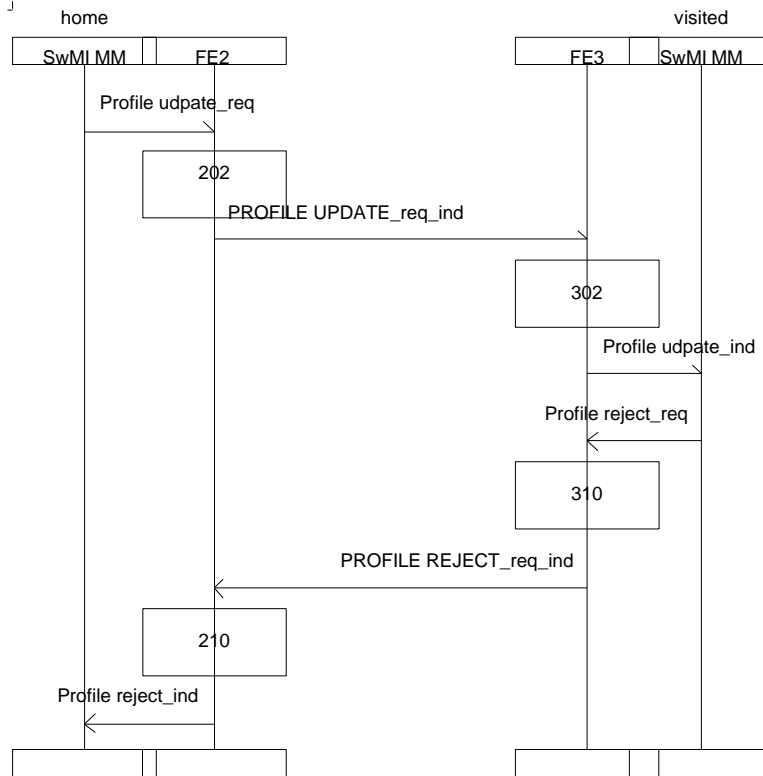 home visited
SwMI MM FE2 FE3 SwMI MM
Profile udpate_req
202
PROFILE UPDATE_req_ind
302
Profile udpate_ind
Profile reject_req
310
PROFILE REJECT_req_ind
210
Profile reject_ind